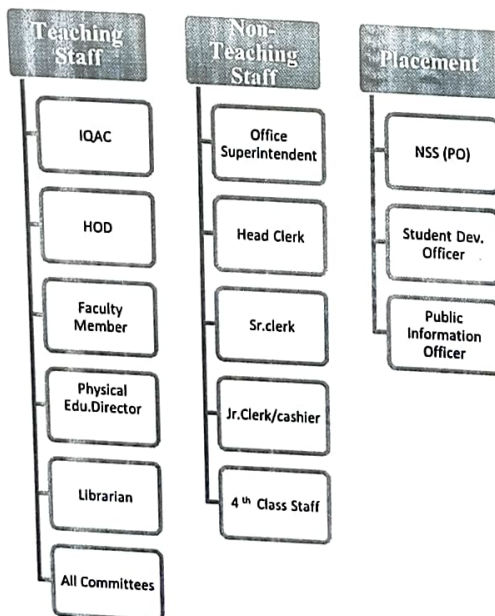 Teaching
Staff
IQAC
HOD
Faculty
Member
Physical
Edu.Director
Librarian
All Committees
Non-
Teaching
Staff
Office
Superintendent
Head Clerk
Sr.clerk
Jr.Clerk/cashier
4 th Class Staff
Placement
NSS (PO)
Student Dev.
Officer
Public
Information
Officer